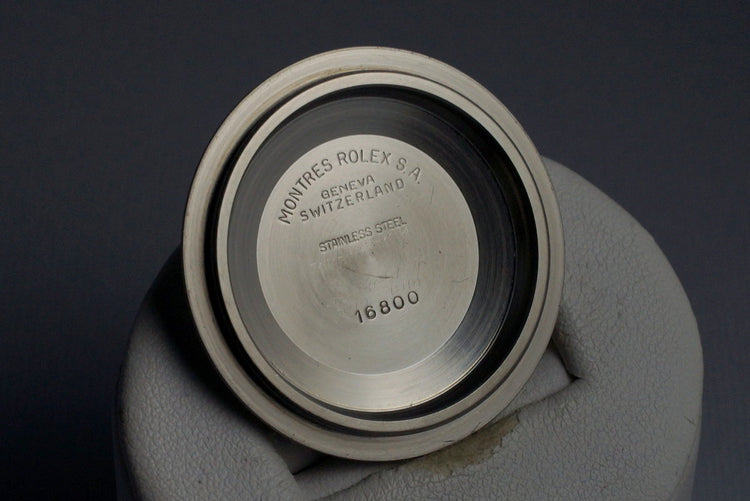 MONTRES ROLEX S.A.
GENEVA
SWITZERLAND
STAINLESS STEEL
16800